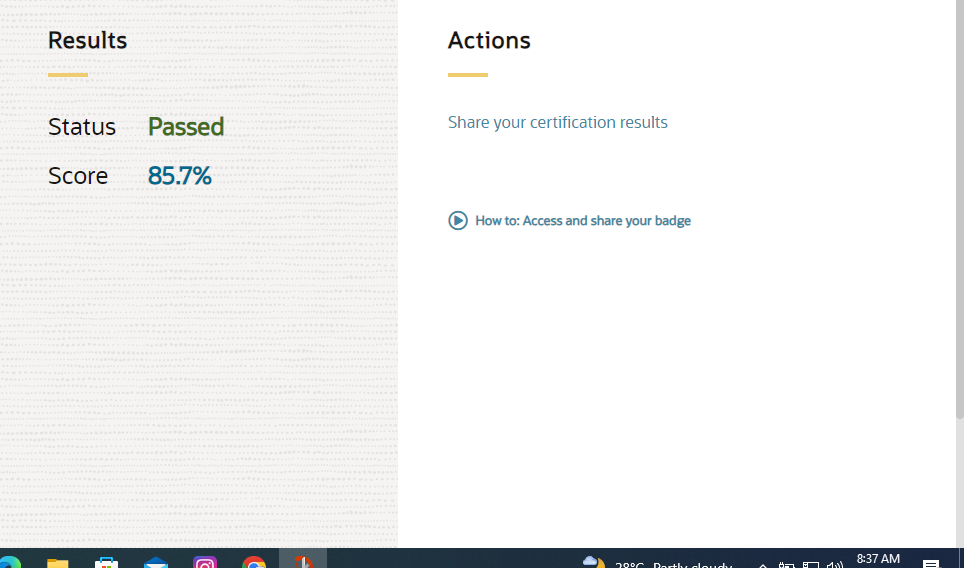 Results
Status Passed
Score 85.7%
Actions
Share your certification results
How to: Access and share your badge
28°C Partly cloudy
8:37 AM